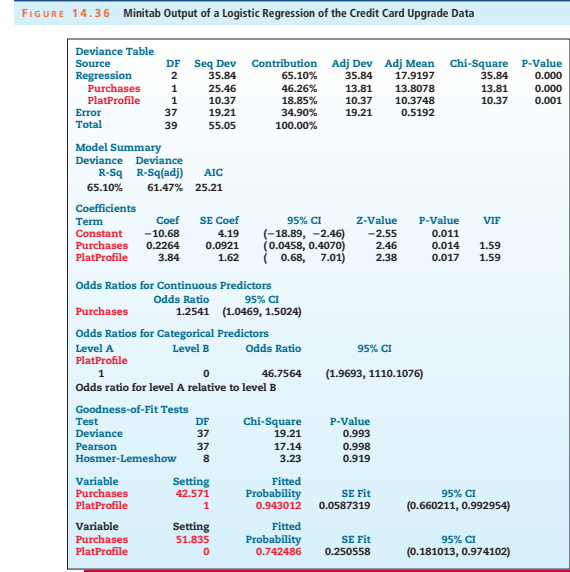 FIGURE 14.36 Minitab Output of a Logistic Regression of the Credit Card Upgrade Data
Deviance Table
Source DF Seq Dev Contribution Adj Dev Adj Mean Chi-Square P-Value
Regression 2 35.84 65.10% 35.84 17.9197 35.84 0.000
Purchases 1 25.46 46.26% 13.81 13.8078 13.81 0.000
PlatProfile 1 10.37 18.85% 10.37 10.3748 10.37 0.001
Error 37 19.21 34.90% 19.21 0.5192
Total 39 55.05 100.00%
Model Summary
Deviance Deviance
R-Sq R-Sq(adj) AIC
65.10% 61.47% 25.21
Coefficients
Term Coef SE Coef 95% CI Z-Value P-Value VIF
Constant −10.68 4.19 (−18.89, −2.46) −2.55 0.011
Purchases 0.2264 0.0921 (0.0458, 0.4070) 2.46 0.014 1.59
PlatProfile 3.84 1.62 ( 0.68, 7.01) 2.38 0.017 1.59
Odds Ratios for Continuous Predictors
Odds Ratio 95% CI
Purchases 1.2541 (1.0469, 1.5024)
Odds Ratios for Categorical Predictors
Level A Level B Odds Ratio 95% CI
PlatProfile
1 0 46.7564 (1.9693, 1110.1076)
Odds ratio for level A relative to level B
Goodness-of-Fit Tests
Test DF Chi-Square P-Value
Deviance 37 19.21 0.993
Pearson 37 17.14 0.998
Hosmer-Lemeshow 8 3.23 0.919
Variable Setting Fitted
Purchases 42.571 Probability SE Fit 95% CI
PlatProfile 1 0.943012 0.0587319 (0.660211, 0.992954)
Variable Setting Fitted
Purchases 51.835 Probability SE Fit 95% CI
PlatProfile 0 0.742486 0.250558 (0.181013, 0.974102)